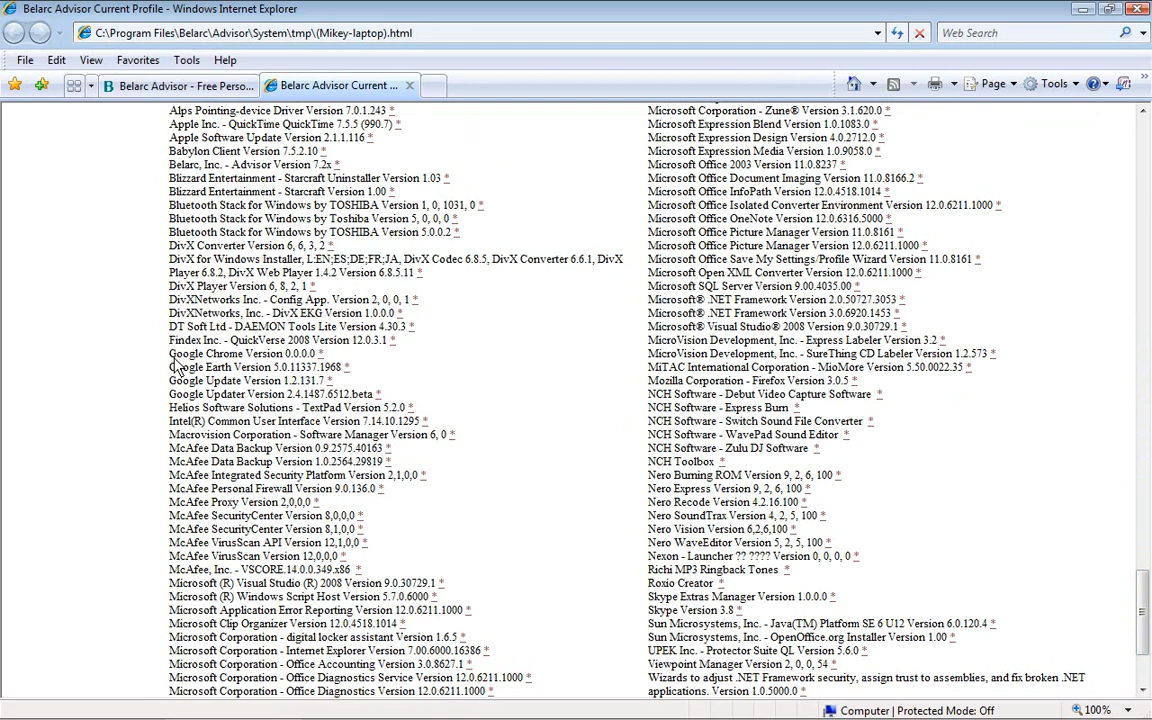 Belarc Advisor Current Profile - Windows Internet Explorer
C:\Program Files\Belarc\Advisor\System\tmp\(Mikey-laptop).html
Web Search
File Edit View Favorites Tools Help
Belarc Advisor - Free Perso...
Belarc Advisor Current ...
Page
Tools
Alps Pointing-device Driver Version 7.0.1.243 *
Apple Inc. - QuickTime QuickTime 7.5.5 (990.7) *
Apple Software Update Version 2.1.1.116 *
Babylon Client Version 7.5.2.10 *
Belarc, Inc. - Advisor Version 7.2x *
Blizzard Entertainment - Starcraft Uninstaller Version 1.03 *
Blizzard Entertainment - Starcraft Version 1.00 *
Bluetooth Stack for Windows by TOSHIBA Version 1, 0, 1031, 0 *
Bluetooth Stack for Windows by Toshiba Version 5, 0, 0, 0 *
Bluetooth Stack for Windows by TOSHIBA Version 5.0.0.2 *
DivX Converter Version 6, 6, 3, 2 *
DivX for Windows Installer, L:EN;ES;DE;FR;JA, DivX Codec 6.8.5, DivX Converter 6.6.1, DivX
Player 6.8.2, DivX Web Player 1.4.2 Version 6.8.5.11 *
DivX Player Version 6, 8, 2, 1 *
DivXNetworks Inc. - Config App. Version 2, 0, 0, 1 *
DivXNetworks, Inc. - DivX EKG Version 1.0.0.0 *
DT Soft Ltd - DAEMON Tools Lite Version 4.30.3 *
Findex Inc. - QuickVerse 2008 Version 12.0.3.1 *
Google Chrome Version 0.0.0.0 *
Google Earth Version 5.0.11337.1968 *
Google Update Version 1.2.131.7 *
Google Updater Version 2.4.1487.6512.beta *
Helios Software Solutions - TextPad Version 5.2.0 *
Intel(R) Common User Interface Version 7.14.10.1295 *
Macrovision Corporation - Software Manager Version 6, 0 *
McAfee Data Backup Version 0.9.2575.40163 *
McAfee Data Backup Version 1.0.2564.29819 *
McAfee Integrated Security Platform Version 2,1,0,0 *
McAfee Personal Firewall Version 9.0.136.0 *
McAfee Proxy Version 2,0,0,0 *
McAfee SecurityCenter Version 8,0,0,0 *
McAfee SecurityCenter Version 8,1,0,0 *
McAfee VirusScan API Version 12,1,0,0 *
McAfee VirusScan Version 12,0,0,0 *
McAfee, Inc. - VSCORE.14.0.0.349.x86 *
Microsoft (R) Visual Studio (R) 2008 Version 9.0.30729.1 *
Microsoft (R) Windows Script Host Version 5.7.0.6000 *
Microsoft Application Error Reporting Version 12.0.6211.1000 *
Microsoft Clip Organizer Version 12.0.4518.1014 *
Microsoft Corporation - digital locker assistant Version 1.6.5 *
Microsoft Corporation - Internet Explorer Version 7.00.6000.16386 *
Microsoft Corporation - Office Accounting Version 3.0.8627.1 *
Microsoft Corporation - Office Diagnostics Service Version 12.0.6211.1000 *
Microsoft Corporation - Office Diagnostics Version 12.0.6211.1000 *
Microsoft Corporation - Zune® Version 3.1.620.0 *
Microsoft Expression Blend Version 1.0.1083.0 *
Microsoft Expression Design Version 4.0.2712.0 *
Microsoft Expression Media Version 1.0.9058.0 *
Microsoft Office 2003 Version 11.0.8237 *
Microsoft Office Document Imaging Version 11.0.8166.2 *
Microsoft Office InfoPath Version 12.0.4518.1014 *
Microsoft Office Isolated Converter Environment Version 12.0.6211.1000 *
Microsoft Office OneNote Version 12.0.6316.5000 *
Microsoft Office Picture Manager Version 11.0.8161 *
Microsoft Office Picture Manager Version 12.0.6211.1000 *
Microsoft Office Save My Settings/Profile Wizard Version 11.0.8161 *
Microsoft Open XML Converter Version 12.0.6211.1000 *
Microsoft SQL Server Version 9.00.4035.00 *
Microsoft® .NET Framework Version 2.0.50727.3053 *
Microsoft® .NET Framework Version 3.0.6920.1453 *
Microsoft® Visual Studio® 2008 Version 9.0.30729.1 *
MicroVision Development, Inc. - Express Labeler Version 3.2 *
MicroVision Development, Inc. - SureThing CD Labeler Version 1.2.573 *
MiTAC International Corporation - MioMore Version 5.50.0022.35 *
Mozilla Corporation - Firefox Version 3.0.5 *
NCH Software - Debut Video Capture Software *
NCH Software - Express Burn *
NCH Software - Switch Sound File Converter *
NCH Software - WavePad Sound Editor *
NCH Software - Zulu DJ Software *
NCH Toolbox *
Nero Burning ROM Version 9, 2, 6, 100 *
Nero Express Version 9, 2, 6, 100 *
Nero Recode Version 4.2.16.100 *
Nero SoundTrax Version 4, 2, 5, 100 *
Nero Vision Version 6,2,6,100 *
Nero WaveEditor Version 5, 2, 5, 100 *
Nexon - Launcher ?? ???? Version 0, 0, 0, 0 *
Richi MP3 Ringback Tones *
Roxio Creator *
Skype Extras Manager Version 1.0.0.0 *
Skype Version 3.8 *
Sun Microsystems, Inc. - Java(TM) Platform SE 6 U12 Version 6.0.120.4 *
Sun Microsystems, Inc. - OpenOffice.org Installer Version 1.00 *
UPEK Inc. - Protector Suite QL Version 5.6.0 *
Viewpoint Manager Version 2, 0, 0, 54 *
Wizards to adjust .NET Framework security, assign trust to assemblies, and fix broken .NET
applications. Version 1.0.5000.0 *
Computer | Protected Mode: Off
100%